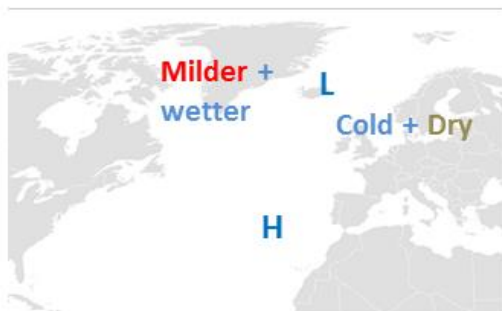 Milder +
wetter
L
Cold + Dry
H